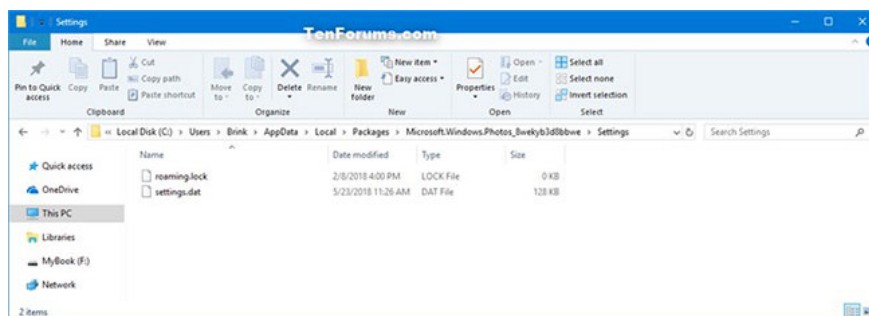 Settings
TenForums.com
File Home Share View
Pin to Quick access
Copy
Paste
Cut
Copy path
Paste shortcut
Clipboard
Move to
Copy to
Delete
Rename
Organize
New folder
New item
Easy access
New
Properties
Open
Edit
History
Open
Select all
Select none
Invert selection
Select
« Local Disk (C:) › Users › Brink › AppData › Local › Packages › Microsoft.Windows.Photos_8wekyb3d8bbwe › Settings
Search Settings
Name Date modified Type Size
roaming.lock 2/8/2018 4:00 PM LOCK File 0 KB
settings.dat 5/23/2018 11:26 AM DAT File 128 KB
Quick access
OneDrive
This PC
Libraries
MyBook (F:)
Network
2 items